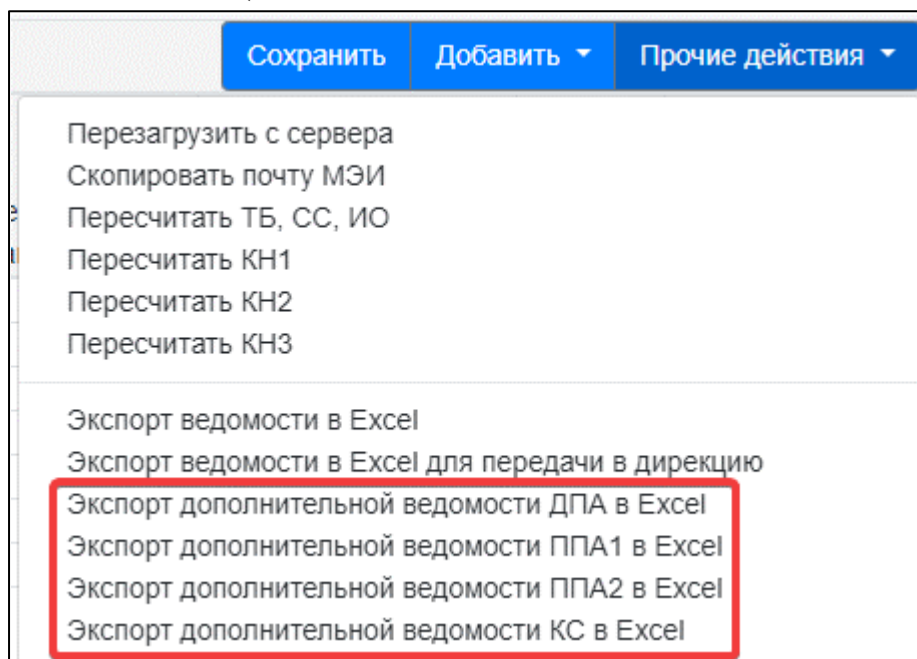 Сохранить Добавить Прочие действия
Перезагрузить с сервера
Скопировать почту МЭИ
Пересчитать ТБ, СС, ИО
Пересчитать КН1
Пересчитать КН2
Пересчитать КН3
Экспорт ведомости в Excel
Экспорт ведомости в Excel для передачи в дирекцию
Экспорт дополнительной ведомости ДПА в Excel
Экспорт дополнительной ведомости ППА1 в Excel
Экспорт дополнительной ведомости ППА2 в Excel
Экспорт дополнительной ведомости КС в Excel